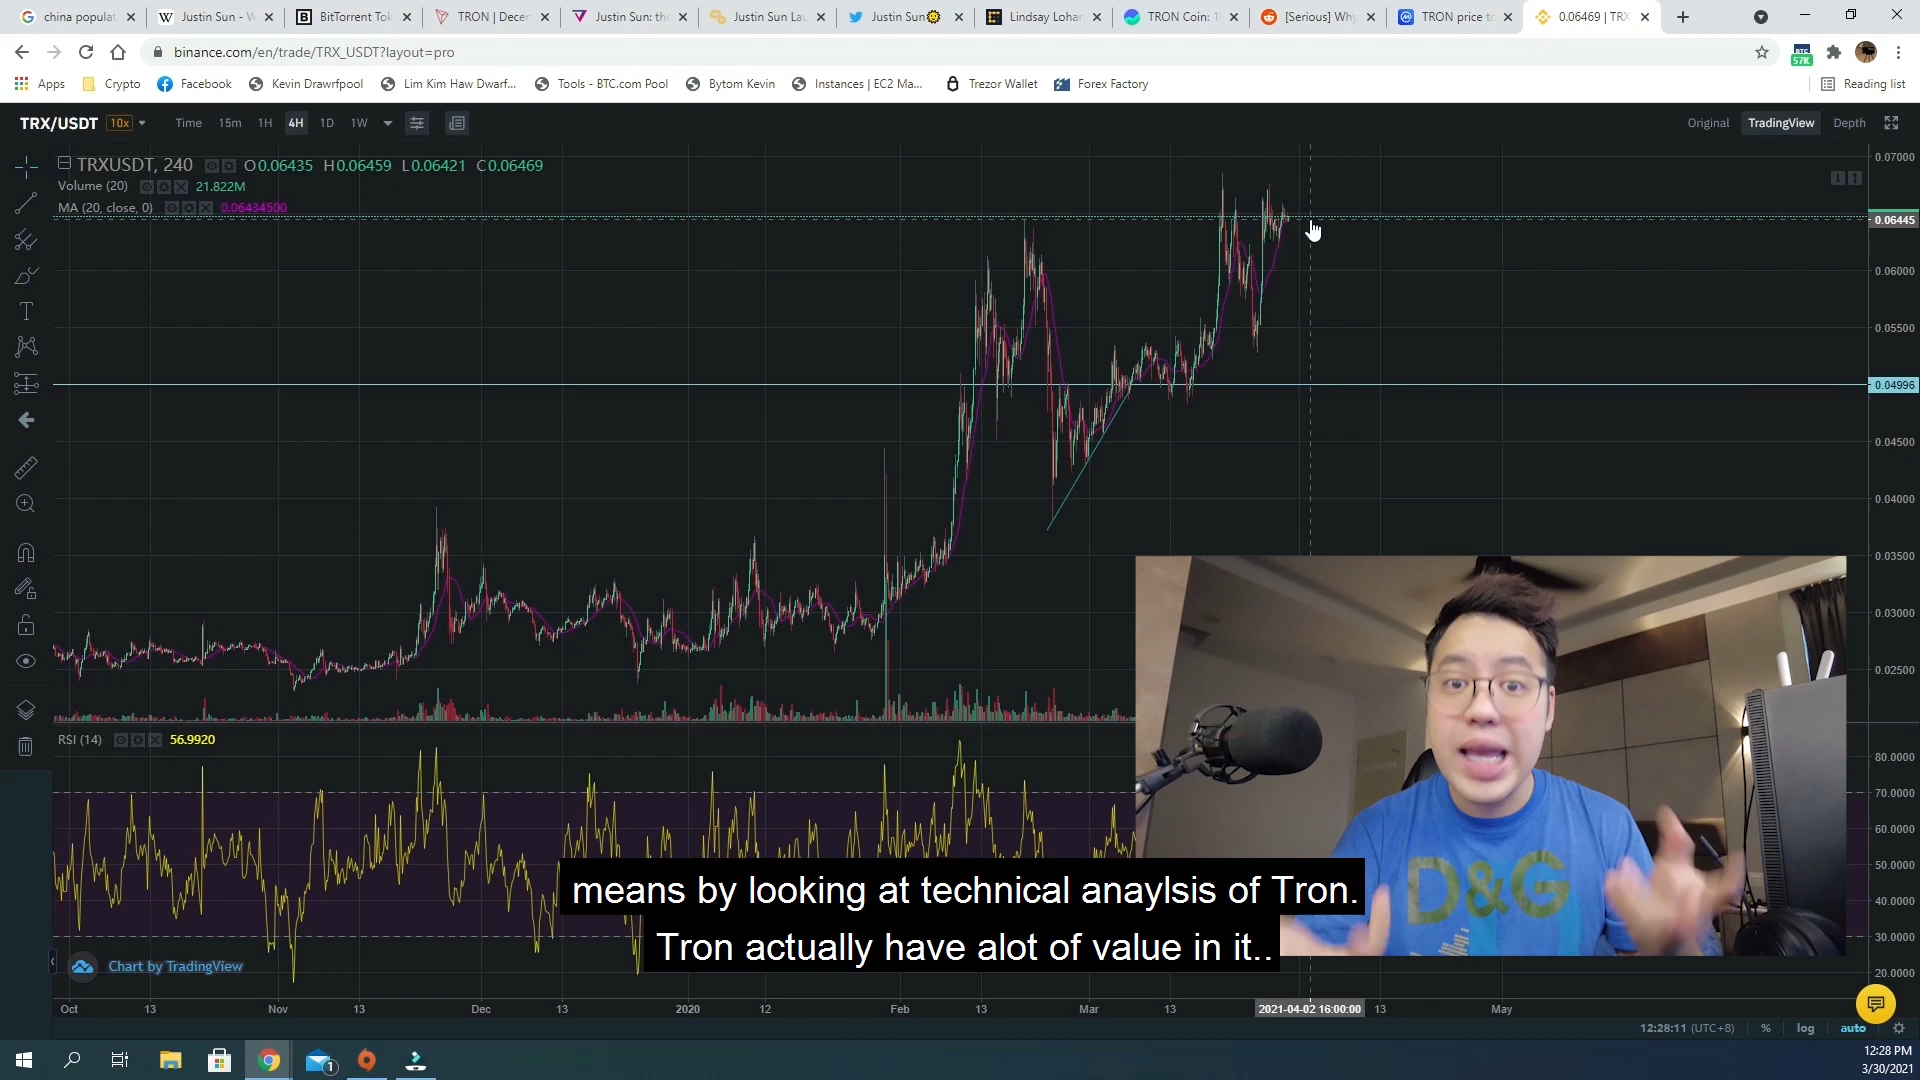 china populat
Justin Sun - W
BitTorrent Tok
TRON | Decen
Justin Sun: the
Justin Sun Lau
Justin Sun🌞
Lindsay Lohan
TRON Coin: T
[Serious] Why
TRON price to
0.06469 | TRX
binance.com/en/trade/TRX_USDT?layout=pro
BTC
57K
Apps
Crypto
Facebook
Kevin Drawrfpool
Lim Kim Haw Dwarf...
Tools - BTC.com Pool
Bytom Kevin
Instances | EC2 Ma...
Trezor Wallet
Forex Factory
Reading list
TRX/USDT 10x
Time 15m 1H 4H 1D 1W
Original TradingView Depth
TRXUSDT, 240 O0.06435 H0.06459 L0.06421 C0.06469
Volume (20) 21.822M
MA (20, close, 0) 0.06434500
0.07000
0.06445
0.06000
0.05500
0.04996
0.04500
0.04000
0.03500
0.03000
0.02500
RSI (14) 56.9920
80.0000
70.0000
60.0000
50.0000
40.0000
30.0000
20.0000
D&G
means by looking at technical anaylsis of Tron.
Tron actually have alot of value in it..
Chart by TradingView
Oct 13 Nov 13 Dec 13 2020 12 Feb 13 Mar 13 2021-04-02 16:00:00 13 May
12:28:11 (UTC+8) % log auto
1
12:28 PM
3/30/2021